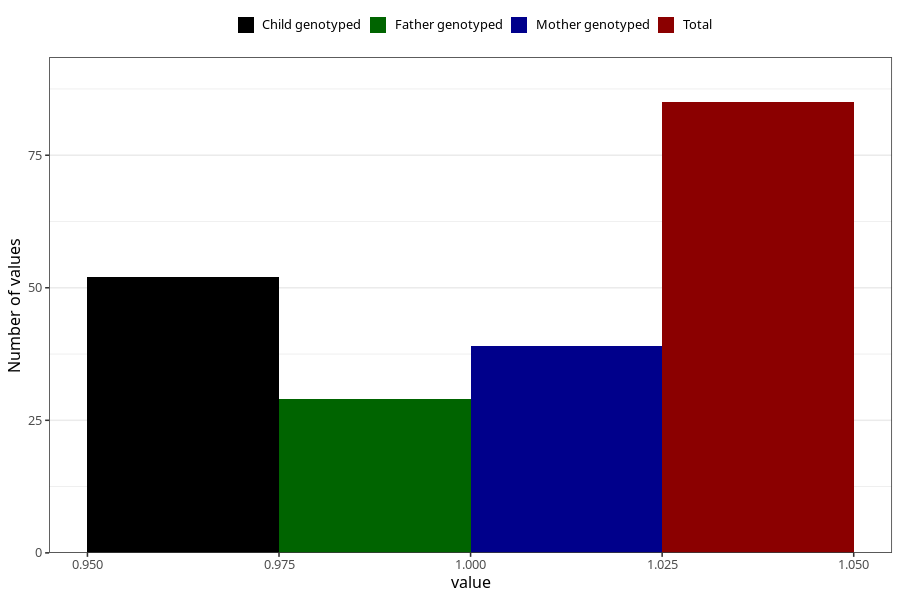 Child genotyped Father genotyped Mother genotyped Total
Number of values
75
50
25
0
0.950 0.975 1.000 1.025 1.050
value